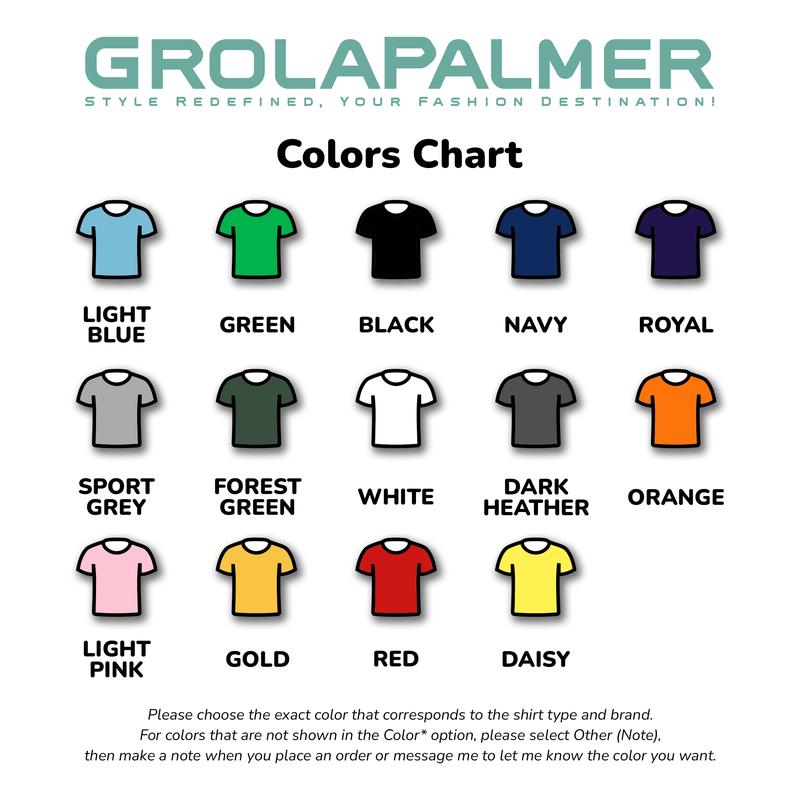 GROLAPALMER
STYLE REDEFINED, YOUR FASHION DESTINATION!
Colors Chart
LIGHT
BLUE
GREEN
BLACK
NAVY
ROYAL
SPORT
GREY
FOREST
GREEN
WHITE
DARK
HEATHER
ORANGE
LIGHT
PINK
GOLD
RED
DAISY
Please choose the exact color that corresponds to the shirt type and brand.
For colors that are not shown in the Color* option, please select Other (Note),
then make a note when you place an order or message me to let me know the color you want.